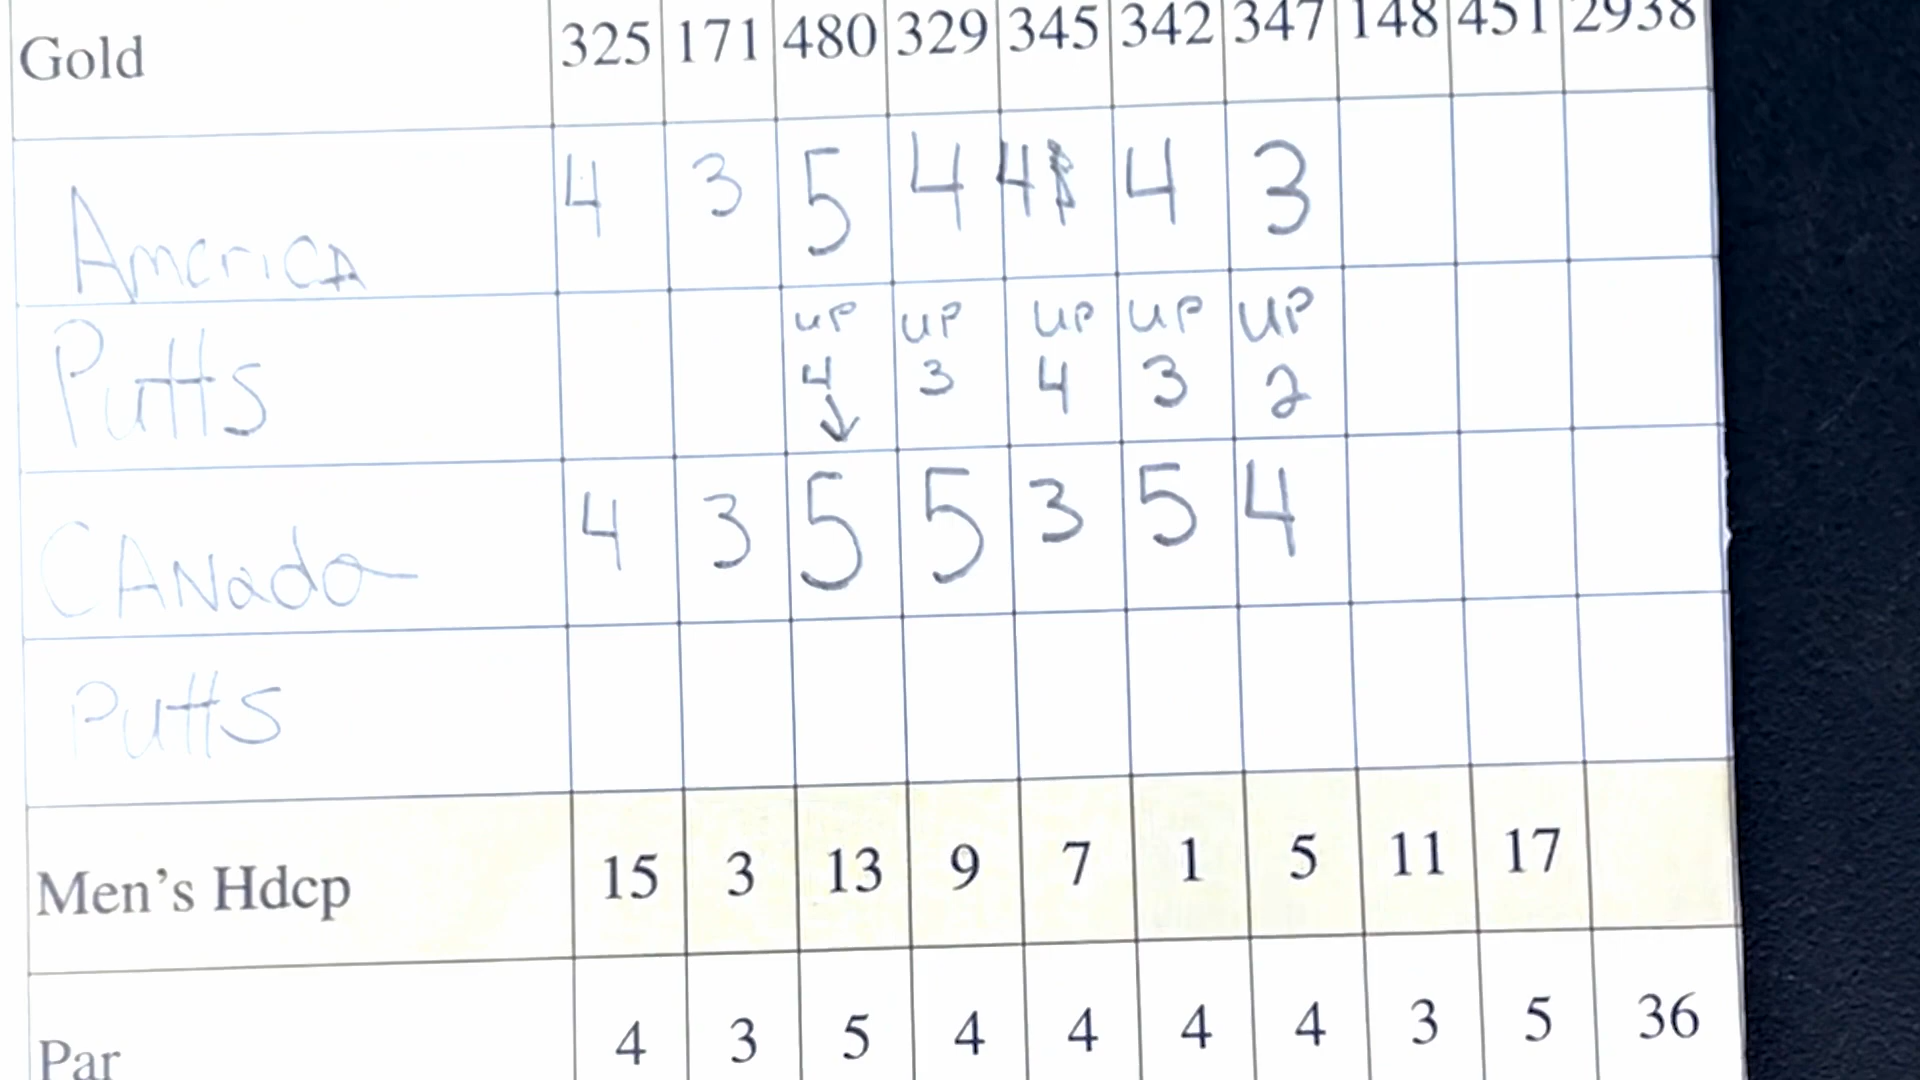 Gold 325 171 480 329 345 342 347 148 451 2938
America 4 3 5 4 4 4 3
Putts UP 4 ↓ UP 3 UP 4 UP 3 UP 2
CANada 4 3 5 5 3 5 4
Putts
Men's Hdcp 15 3 13 9 7 1 5 11 17
Par 4 3 5 4 4 4 4 3 5 36